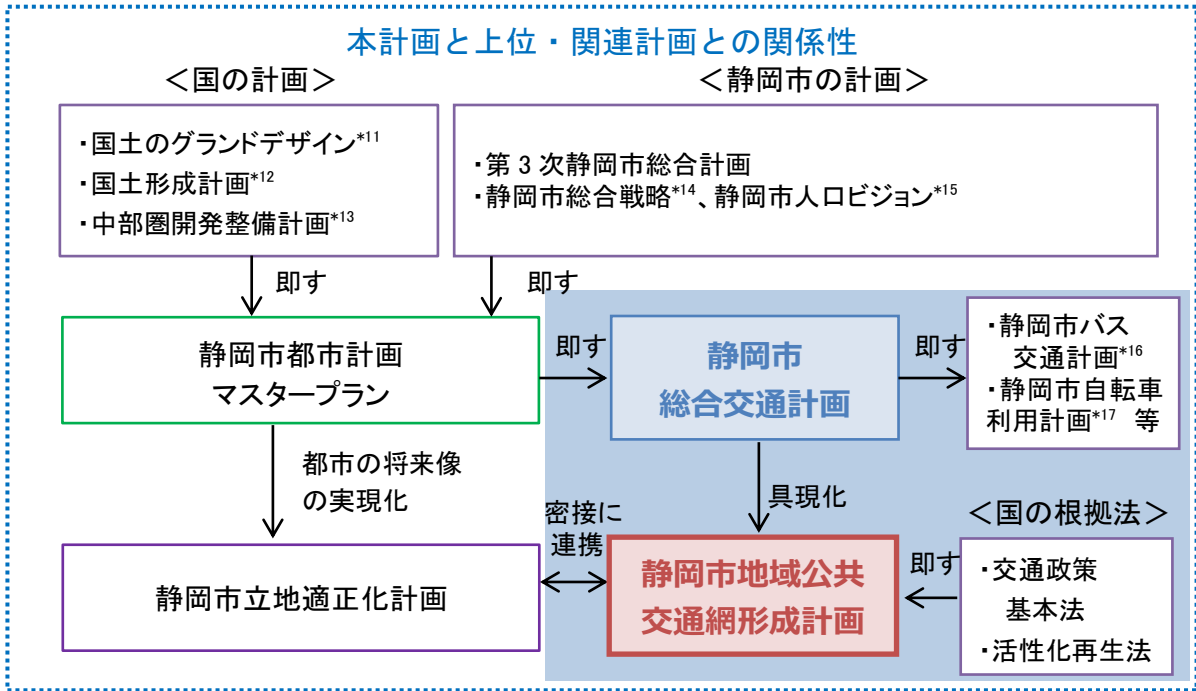 本計画と上位・関連計画との関係性
＜国の計画＞
・国土のグランドデザイン*11
・国土形成計画*12
・中部圏開発整備計画*13
＜静岡市の計画＞
・第3次静岡市総合計画
・静岡市総合戦略*14、静岡市人口ビジョン*15
即す
即す
静岡市都市計画
マスタープラン
即す
静岡市
総合交通計画
即す
・静岡市バス
交通計画*16
・静岡市自転車
利用計画*17 等
都市の将来像
の実現化
具現化
密接に
連携
＜国の根拠法＞
静岡市立地適正化計画
静岡市地域公共
交通網形成計画
即す
・交通政策
基本法
・活性化再生法